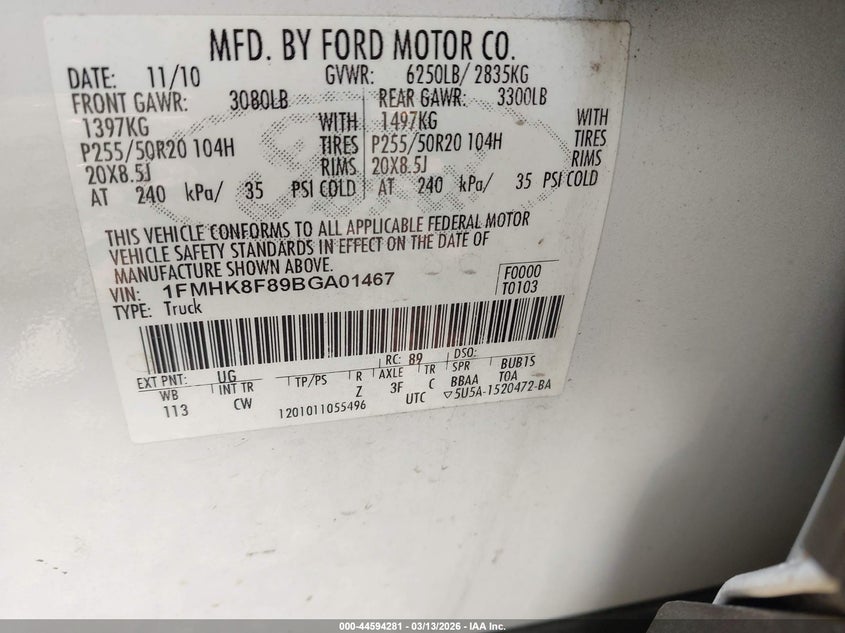 MFD. BY FORD MOTOR CO.
DATE: 11/10 GVWR: 6250LB/ 2835KG
FRONT GAWR: 3080LB REAR GAWR: 3300LB
1397KG WITH 1497KG WITH
P255/50R20 104H TIRES P255/50R20 104H TIRES
20X8.5J RIMS 20X8.5J RIMS
AT 240 kPa/ 35 PSI COLD AT 240 kPa/ 35 PSI COLD
THIS VEHICLE CONFORMS TO ALL APPLICABLE FEDERAL MOTOR
VEHICLE SAFETY STANDARDS IN EFFECT ON THE DATE OF
MANUFACTURE SHOWN ABOVE.
VIN: 1FMHK8F89BGA01467 F0000
TYPE: Truck T0103
EXT PNT: UG RC: 89 DSO:
WB INT TR TP/PS R AXLE TR SPR BUB1S
113 CW Z 3F C BBAA TOA
1201011055496 UTC ▽5U5A-1520472-BA
000-44594281 - 03/13/2026 - IAA Inc.